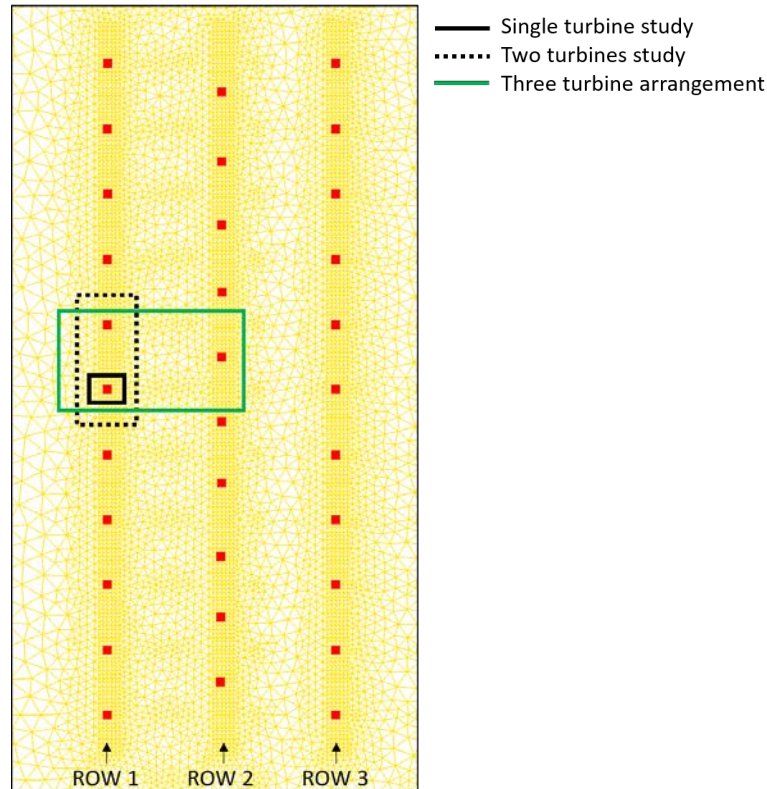 Single turbine study
Two turbines study
Three turbine arrangement
ROW 1 ROW 2 ROW 3